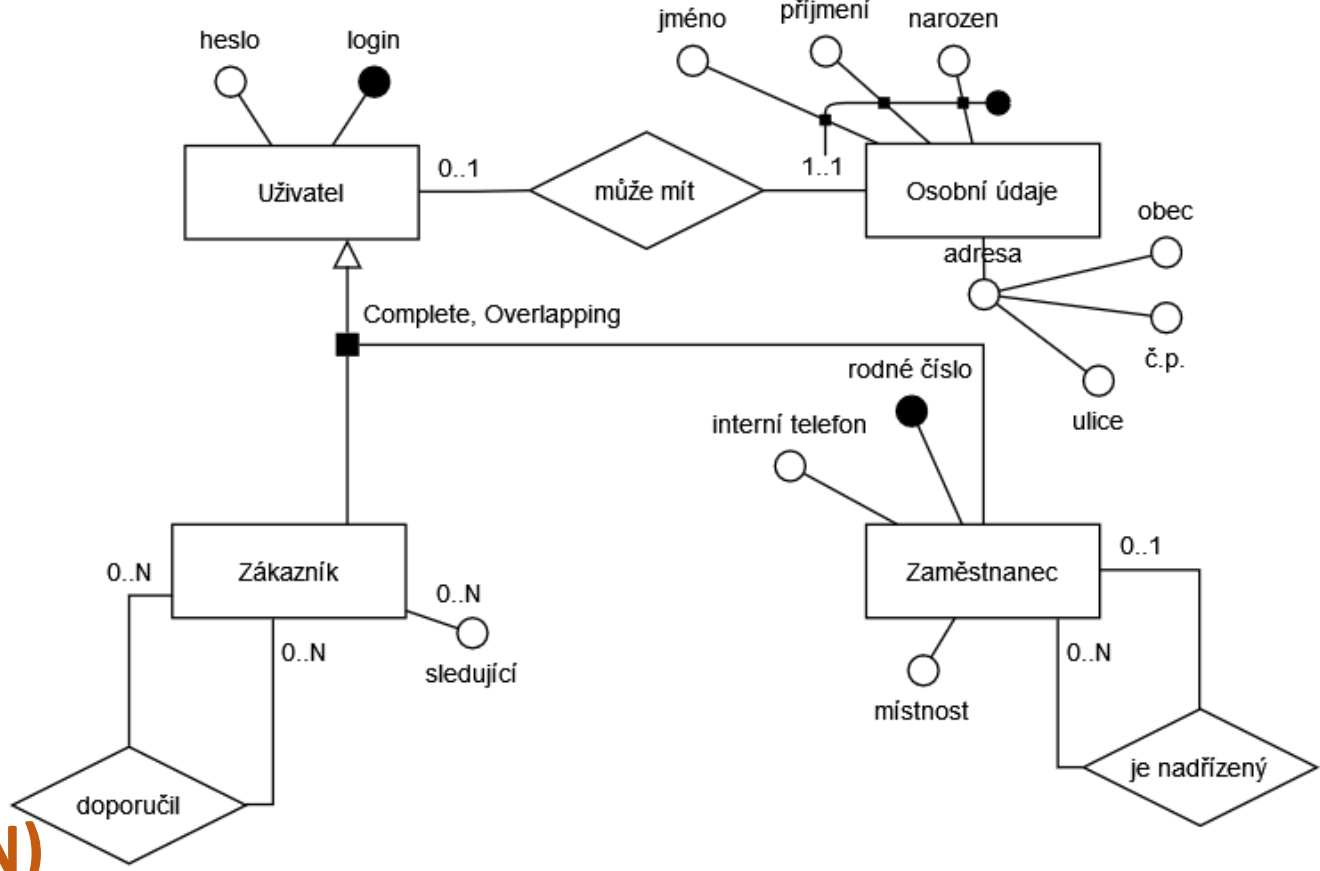 jméno
příjmení
narozen
heslo
login
0..1
1..1
Uživatel
může mít
Osobní údaje
obec
adresa
Complete, Overlapping
č.p.
rodné číslo
ulice
interní telefon
0..1
0..N
Zákazník
Zaměstnanec
0..N
0..N
0..N
sledující
místnost
je nadřízený
doporučil
N)